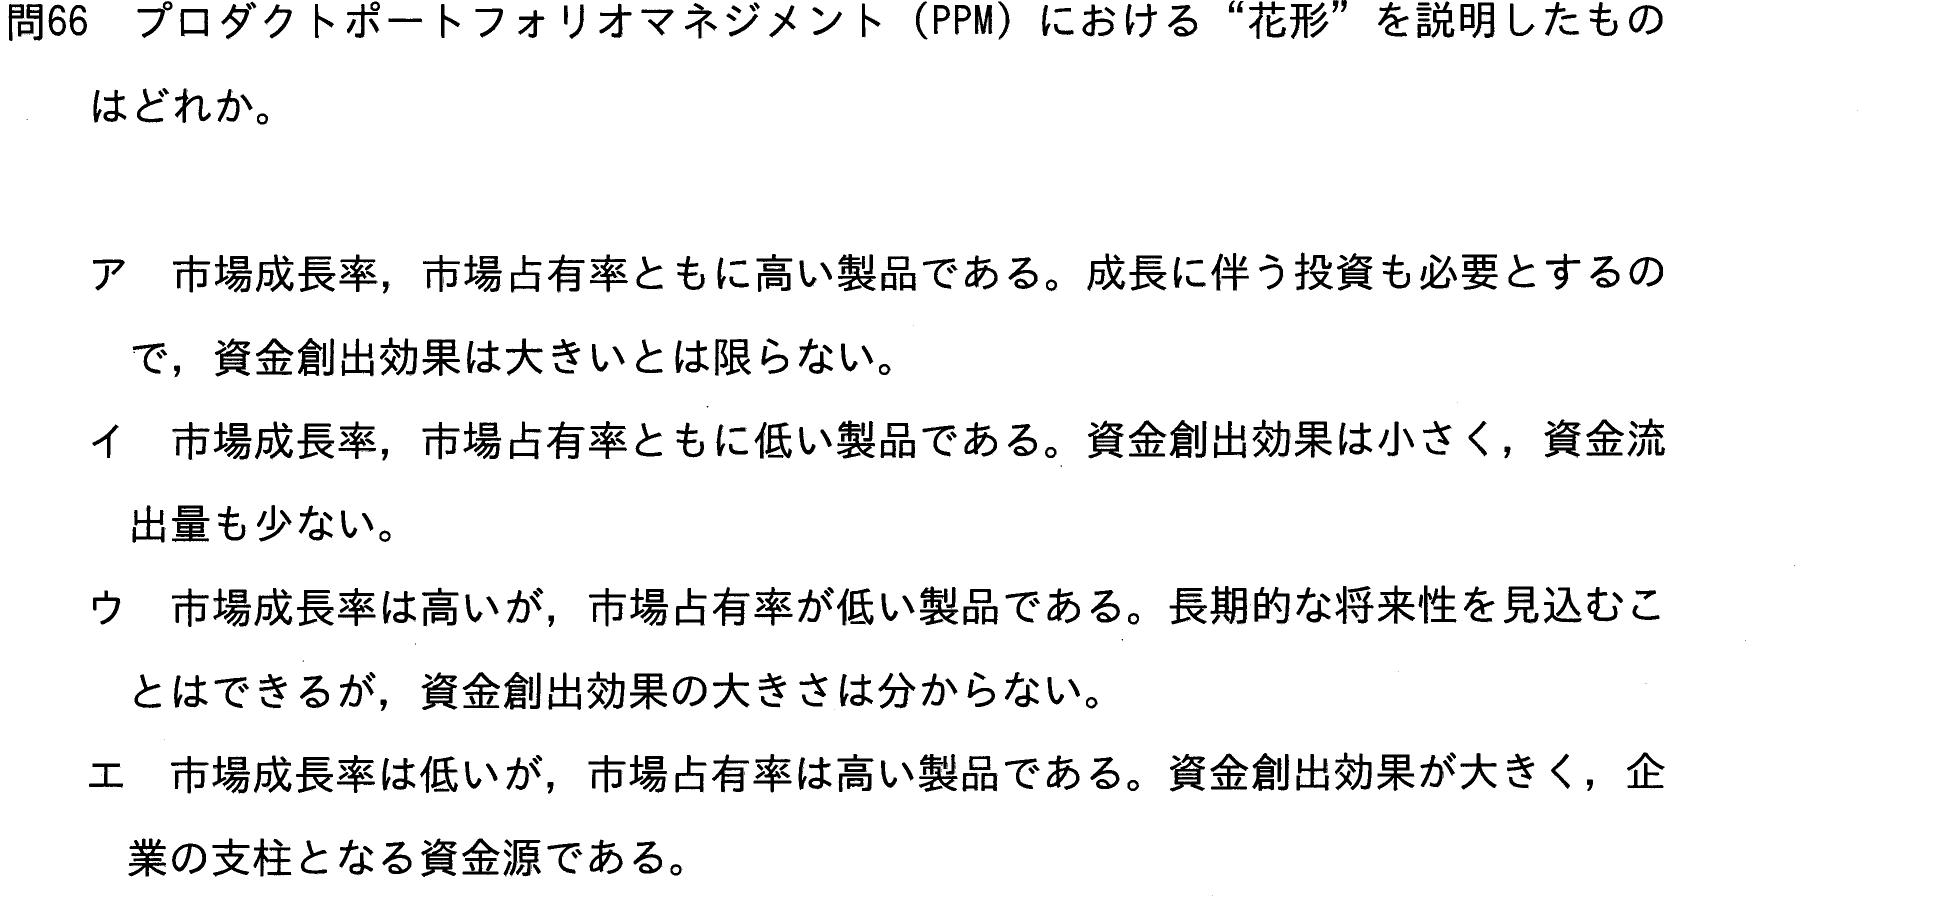 問66　プロダクトポートフォリオマネジメント（PPM）における“花形”を説明したもの
はどれか。
ア　市場成長率，市場占有率ともに高い製品である。成長に伴う投資も必要とするの
で，資金創出効果は大きいとは限らない。
イ　市場成長率，市場占有率ともに低い製品である。資金創出効果は小さく，資金流
出量も少ない。
ウ　市場成長率は高いが，市場占有率が低い製品である。長期的な将来性を見込むこ
とはできるが，資金創出効果の大きさは分からない。
エ　市場成長率は低いが，市場占有率は高い製品である。資金創出効果が大きく，企
業の支柱となる資金源である。